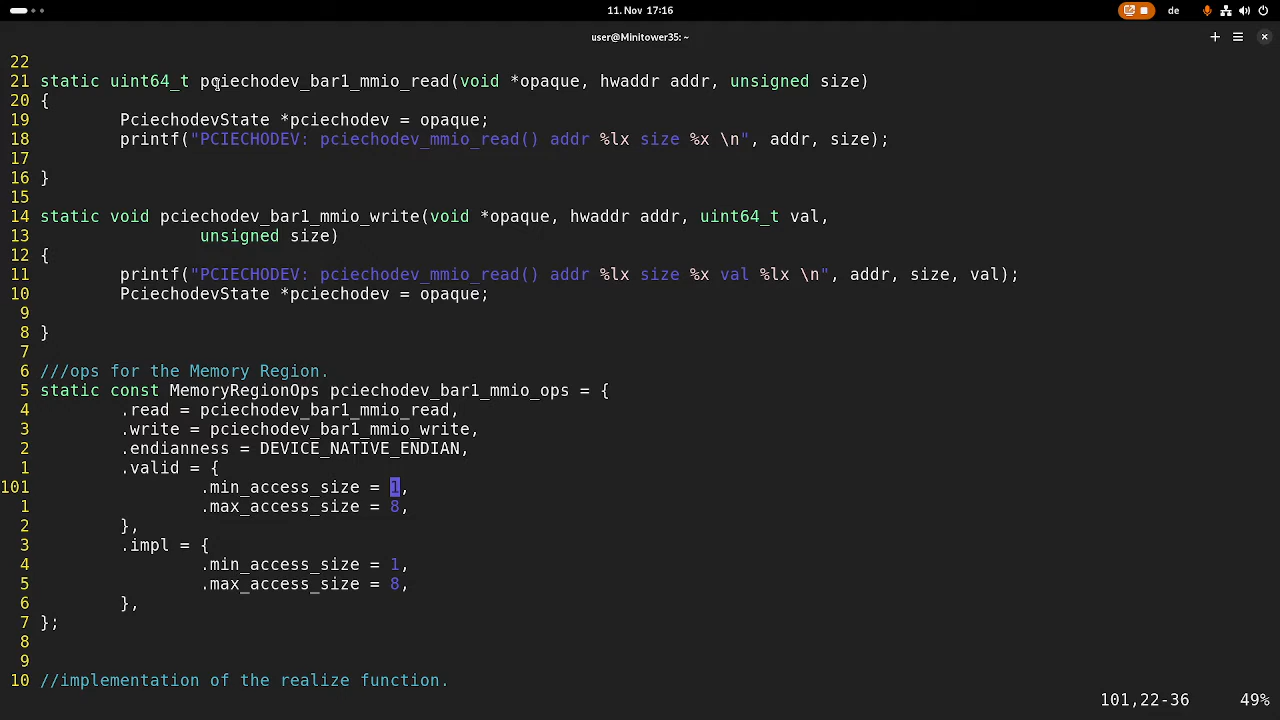 11. Nov 17:16
de
user@Minitower35: ~
22
21 static uint64_t pciechodev_bar1_mmio_read(void *opaque, hwaddr addr, unsigned size)
20 {
19         PciechodevState *pciechodev = opaque;
18         printf("PCIECHODEV: pciechodev_mmio_read() addr %lx size %x \n", addr, size);
17
16 }
15
14 static void pciechodev_bar1_mmio_write(void *opaque, hwaddr addr, uint64_t val,
13                 unsigned size)
12 {
11         printf("PCIECHODEV: pciechodev_mmio_read() addr %lx size %x val %lx \n", addr, size, val);
10         PciechodevState *pciechodev = opaque;
9
8 }
7
6 ///ops for the Memory Region.
5 static const MemoryRegionOps pciechodev_bar1_mmio_ops = {
4         .read = pciechodev_bar1_mmio_read,
3         .write = pciechodev_bar1_mmio_write,
2         .endianness = DEVICE_NATIVE_ENDIAN,
1         .valid = {
101                 .min_access_size = 1,
1                 .max_access_size = 8,
2         },
3         .impl = {
4                 .min_access_size = 1,
5                 .max_access_size = 8,
6         },
7 };
8
9
10 //implementation of the realize function.
101,22-36 49%